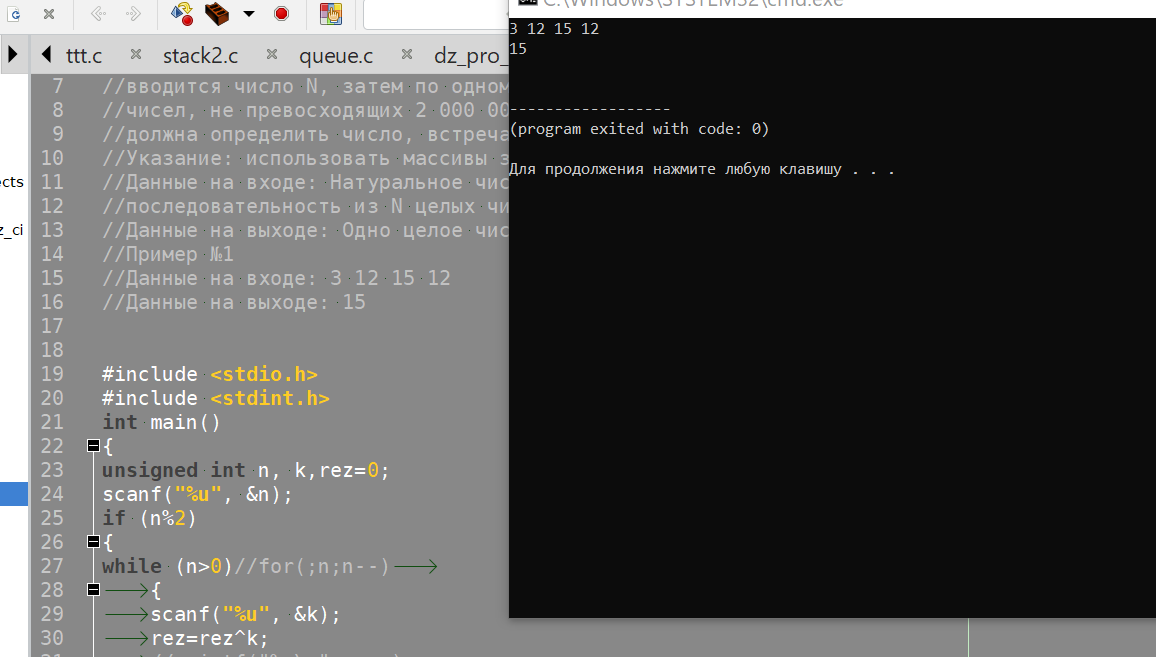 C:\Windows\SYSTEM32\cmd.exe
ttt.c stack2.c queue.c dz_pro_
ects
z_ci
7 //вводится число N, затем по одном
8 //чисел, не превосходящих 2 000 00
9 //должна определить число, встреча
10 //Указание: использовать массивы з
11 //Данные на входе: Натуральное чис
12 //последовательность из N целых чи
13 //Данные на выходе: Одно целое чис
14 //Пример №1
15 //Данные на входе: 3 12 15 12
16 //Данные на выходе: 15
17
18
19 #include <stdio.h>
20 #include <stdint.h>
21 int main()
22 {
23 unsigned int n, k,rez=0;
24 scanf("%u", &n);
25 if (n%2)
26 {
27 while (n>0)//for(;n;n--)
28 {
29 scanf("%u", &k);
30 rez=rez^k;
3 12 15 12
15
------------------
(program exited with code: 0)
Для продолжения нажмите любую клавишу . . .